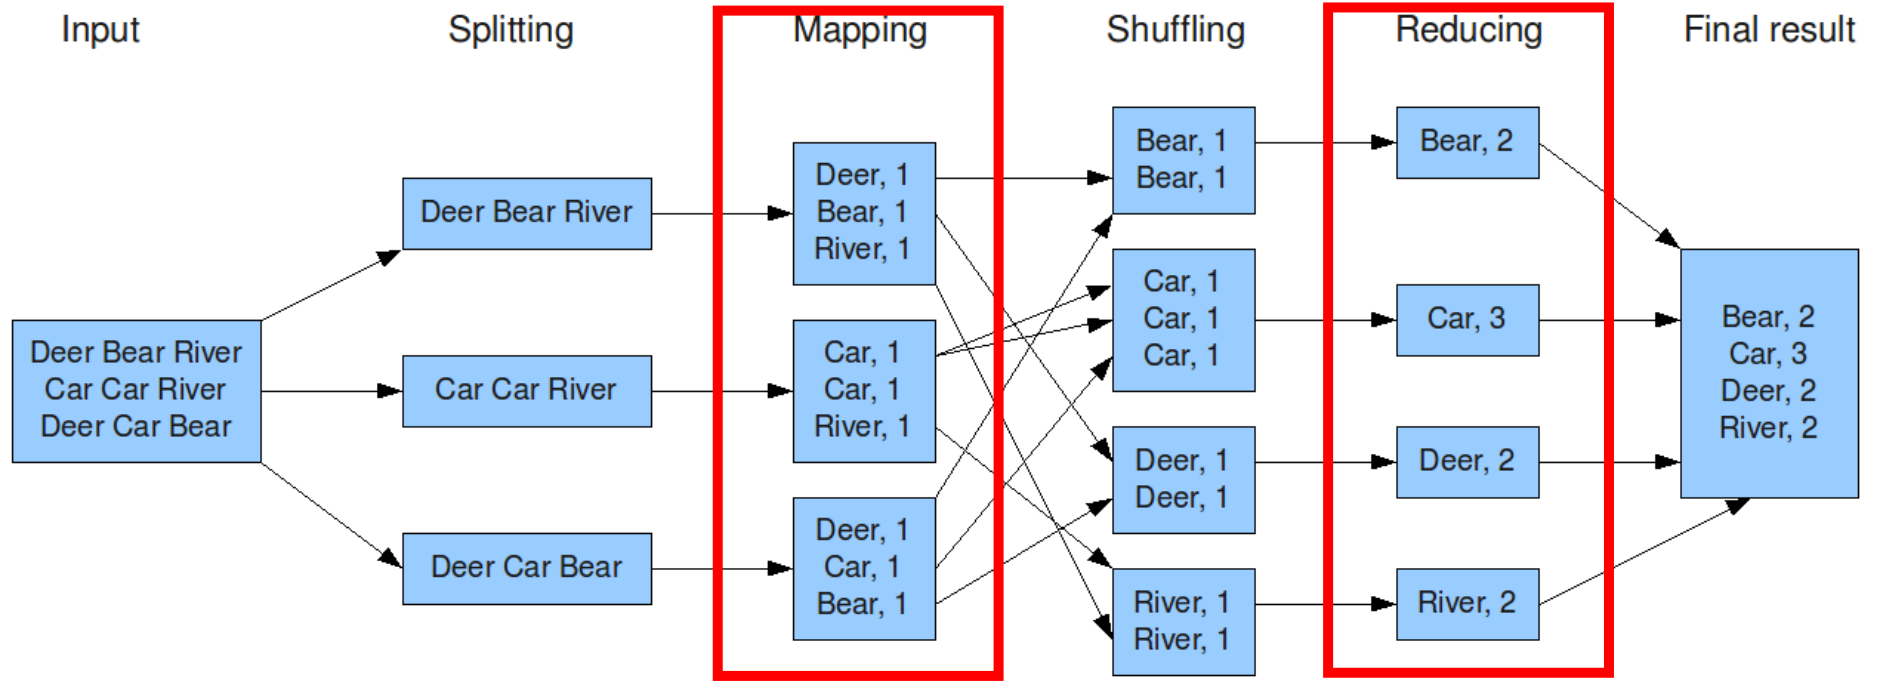 Input
Splitting
Mapping
Shuffling
Reducing
Final result
Deer Bear River
Car Car River
Deer Car Bear
Deer Bear River
Car Car River
Deer Car Bear
Deer, 1
Bear, 1
River, 1
Car, 1
Car, 1
River, 1
Deer, 1
Car, 1
Bear, 1
Bear, 1
Bear, 1
Car, 1
Car, 1
Car, 1
Deer, 1
Deer, 1
River, 1
River, 1
Bear, 2
Car, 3
Deer, 2
River, 2
Bear, 2
Car, 3
Deer, 2
River, 2